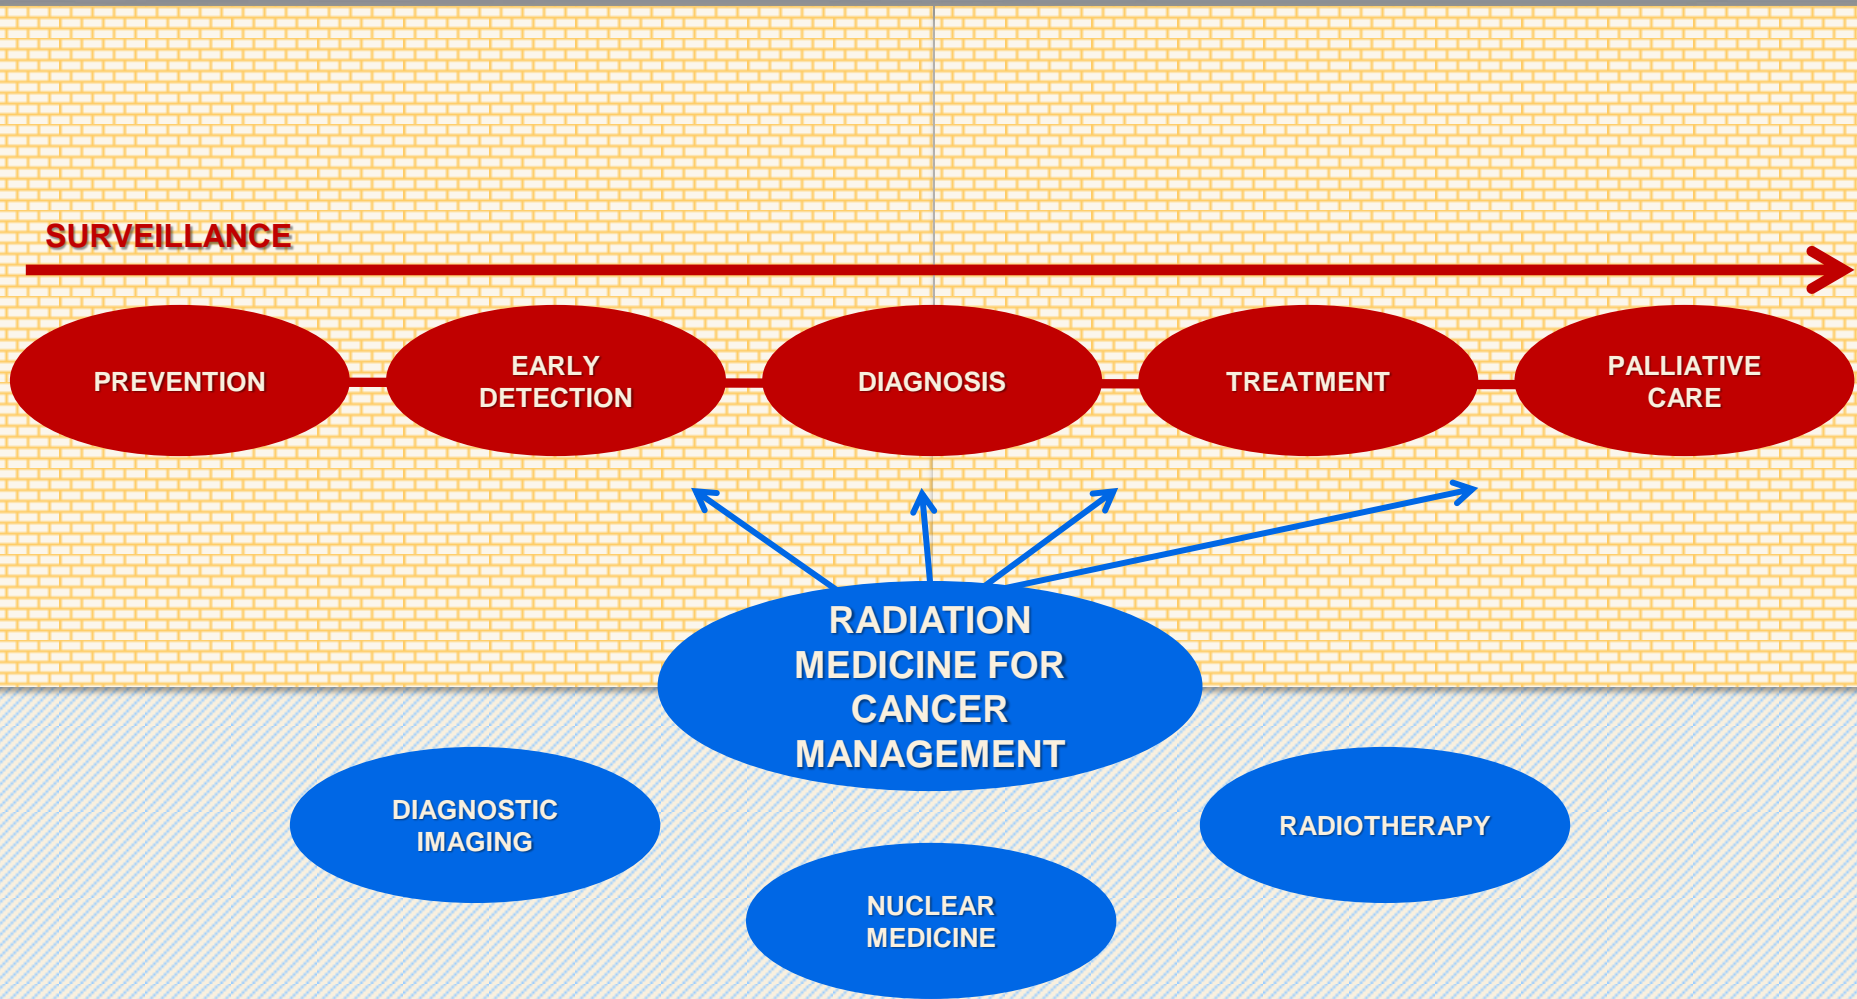 SURVEILLANCE
PREVENTION
EARLY
DETECTION
DIAGNOSIS
TREATMENT
PALLIATIVE
CARE
RADIATION
MEDICINE FOR
CANCER
MANAGEMENT
DIAGNOSTIC
IMAGING
NUCLEAR
MEDICINE
RADIOTHERAPY